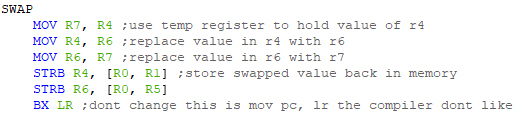 SWAP
MOV R7, R4 ;use temp register to hold value of r4
MOV R4, R6 ;replace value in r4 with r6
MOV R6, R7 ;replace value in r6 with r7
STRB R4, [R0, R1] ;store swapped value back in memory
STRB R6, [R0, R5]
BX LR ;dont change this is mov pc, lr the compiler dont like